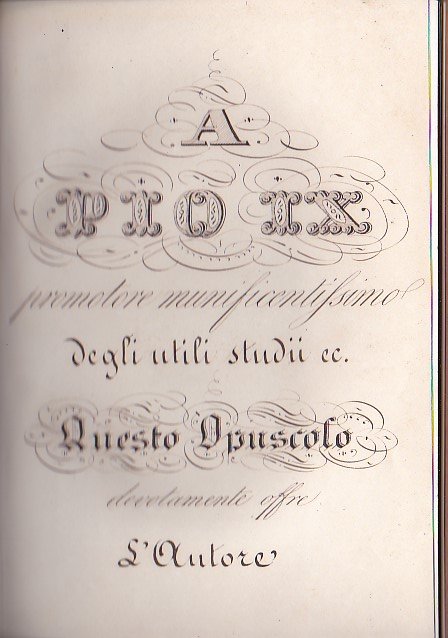 A
PIO IX
promotore munificentissimo
degli utili studii ec.
Questo Opuscolo
devotamente offre
L'Autore